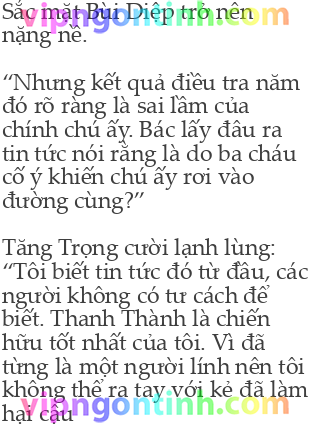 Sắc mặt Bùi Diệp trở nên
nặng nề.
“Nhưng kết quả điều tra năm
đó rõ ràng là sai lầm của
chính chú ấy. Bác lấy đâu ra
tin tức nói rằng là do ba cháu
cố ý khiến chú ấy rơi vào
đường cùng?”
Tăng Trọng cười lạnh lùng:
“Tôi biết tin tức đó từ đâu, các
người không có tư cách để
biết. Thanh Thành là chiến
hữu tốt nhất của tôi. Vì đã
từng là một người lính nên tôi
không thể ra tay với kẻ đã làm
hại cậu
vipngontinh.com
vipngontinh.com